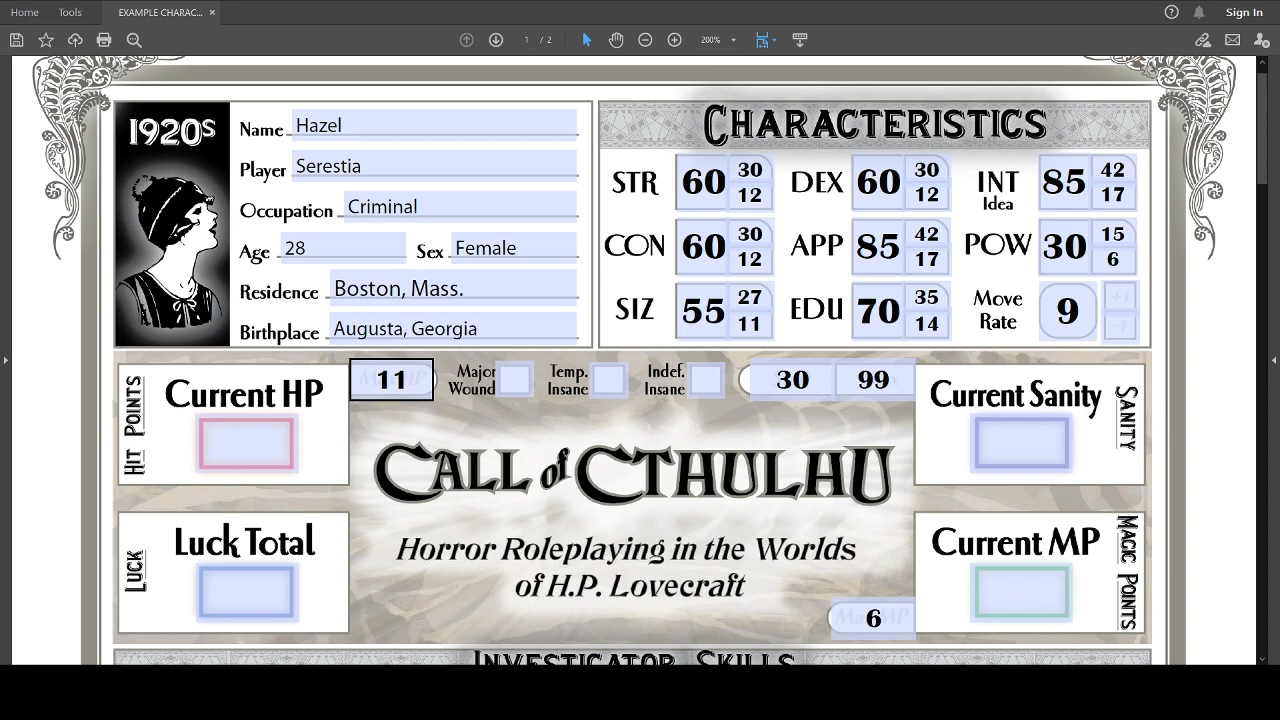 Home Tools EXAMPLE CHARAC... × Sign In
1 / 2 200%
1920s
Name Hazel
Player Serestia
Occupation Criminal
Age 28 Sex Female
Residence Boston, Mass.
Birthplace Augusta, Georgia
CHARACTERISTICS
STR 60 30 12 DEX 60 30 12 INT Idea 85 42 17
CON 60 30 12 APP 85 42 17 POW 30 15 6
SIZ 55 27 11 EDU 70 35 14 Move Rate 9 +1 -1
HIT POINTS
Current HP
11
Major Wound
Temp. Insane
Indef. Insane
30 99
Current Sanity
SANITY
CALL of CTHULHU
Horror Roleplaying in the Worlds
of H.P. Lovecraft
LUCK
Luck Total
6
Current MP
MAGIC POINTS
INVESTIGATOR SKILLS